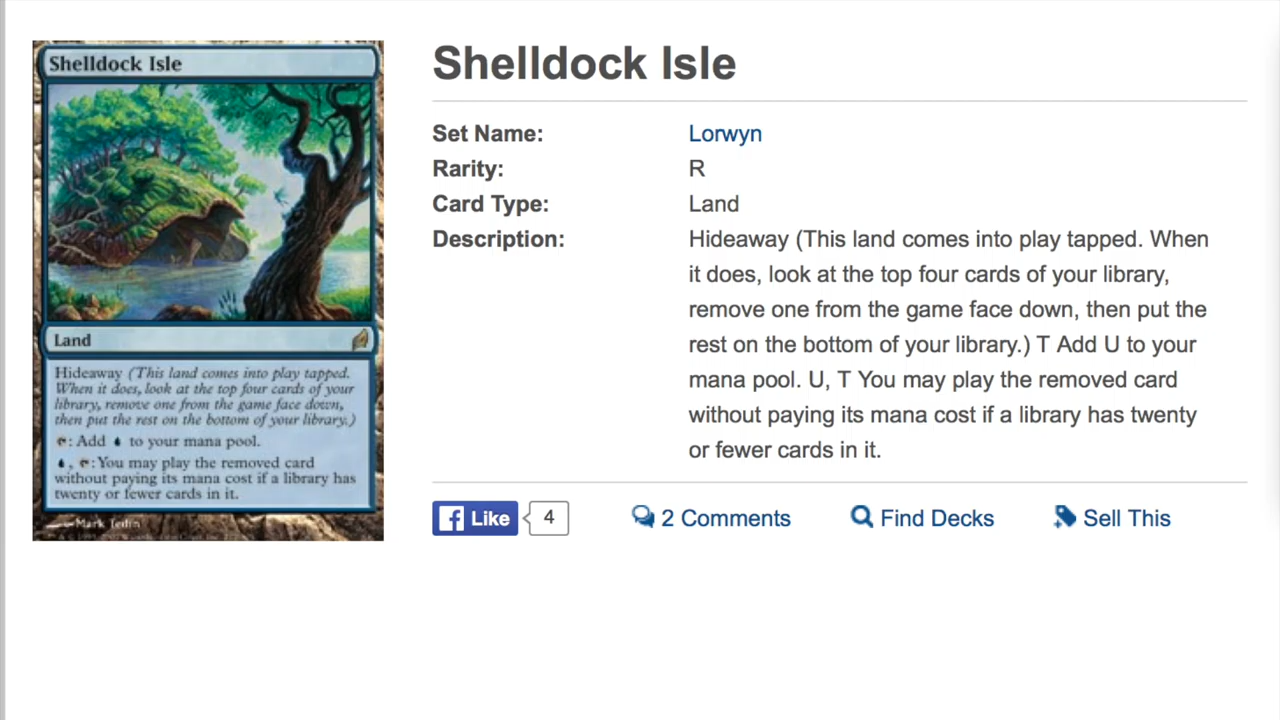 Shelldock Isle
Land
Hideaway (This land comes into play tapped.
When it does, look at the top four cards of your
library, remove one from the game face down,
then put the rest on the bottom of your library.)
: Add to your mana pool.
, : You may play the removed card
without paying its mana cost if a library has
twenty or fewer cards in it.
Mark Tedin
Shelldock Isle
Set Name: Lorwyn
Rarity: R
Card Type: Land
Description: Hideaway (This land comes into play tapped. When
it does, look at the top four cards of your library,
remove one from the game face down, then put the
rest on the bottom of your library.) T Add U to your
mana pool. U, T You may play the removed card
without paying its mana cost if a library has twenty
or fewer cards in it.
Like 4 2 Comments Find Decks Sell This